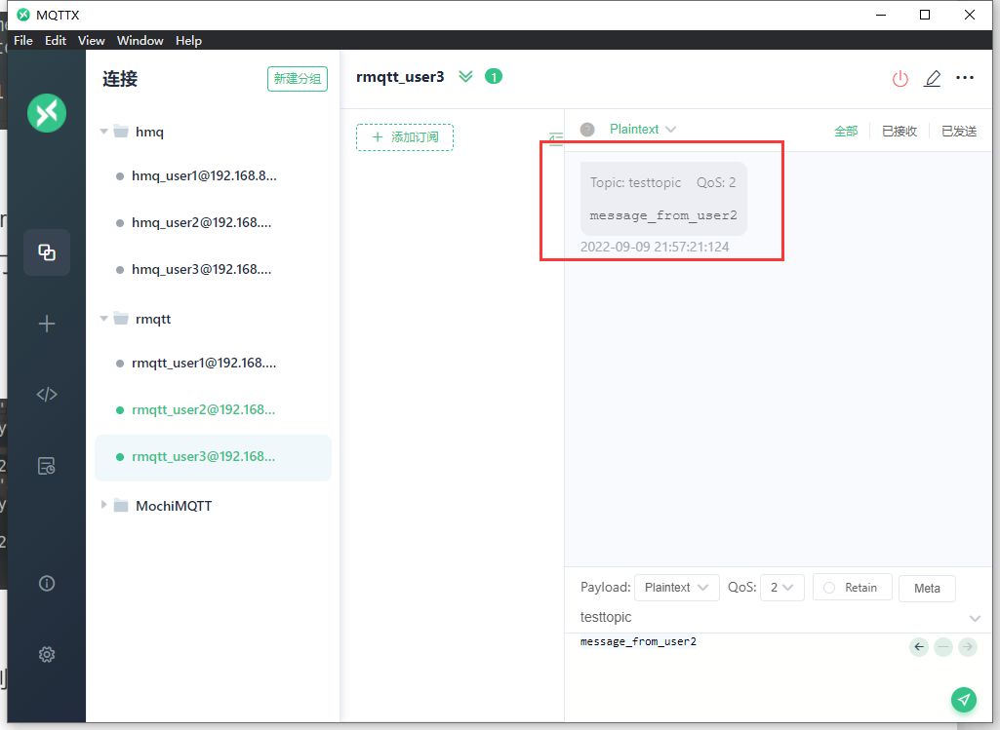 MQTTX
File Edit View Window Help
连接
新建分组
hmq
hmq_user1@192.168.8...
hmq_user2@192.168....
hmq_user3@192.168....
rmqtt
rmqtt_user1@192.168....
rmqtt_user2@192.168...
rmqtt_user3@192.168...
MochiMQTT
rmqtt_user3 1
+ 添加订阅
Plaintext 全部 已接收 已发送
Topic: testtopic QoS: 2
message_from_user2
2022-09-09 21:57:21:124
Payload: Plaintext QoS: 2 Retain Meta
testtopic
message_from_user2